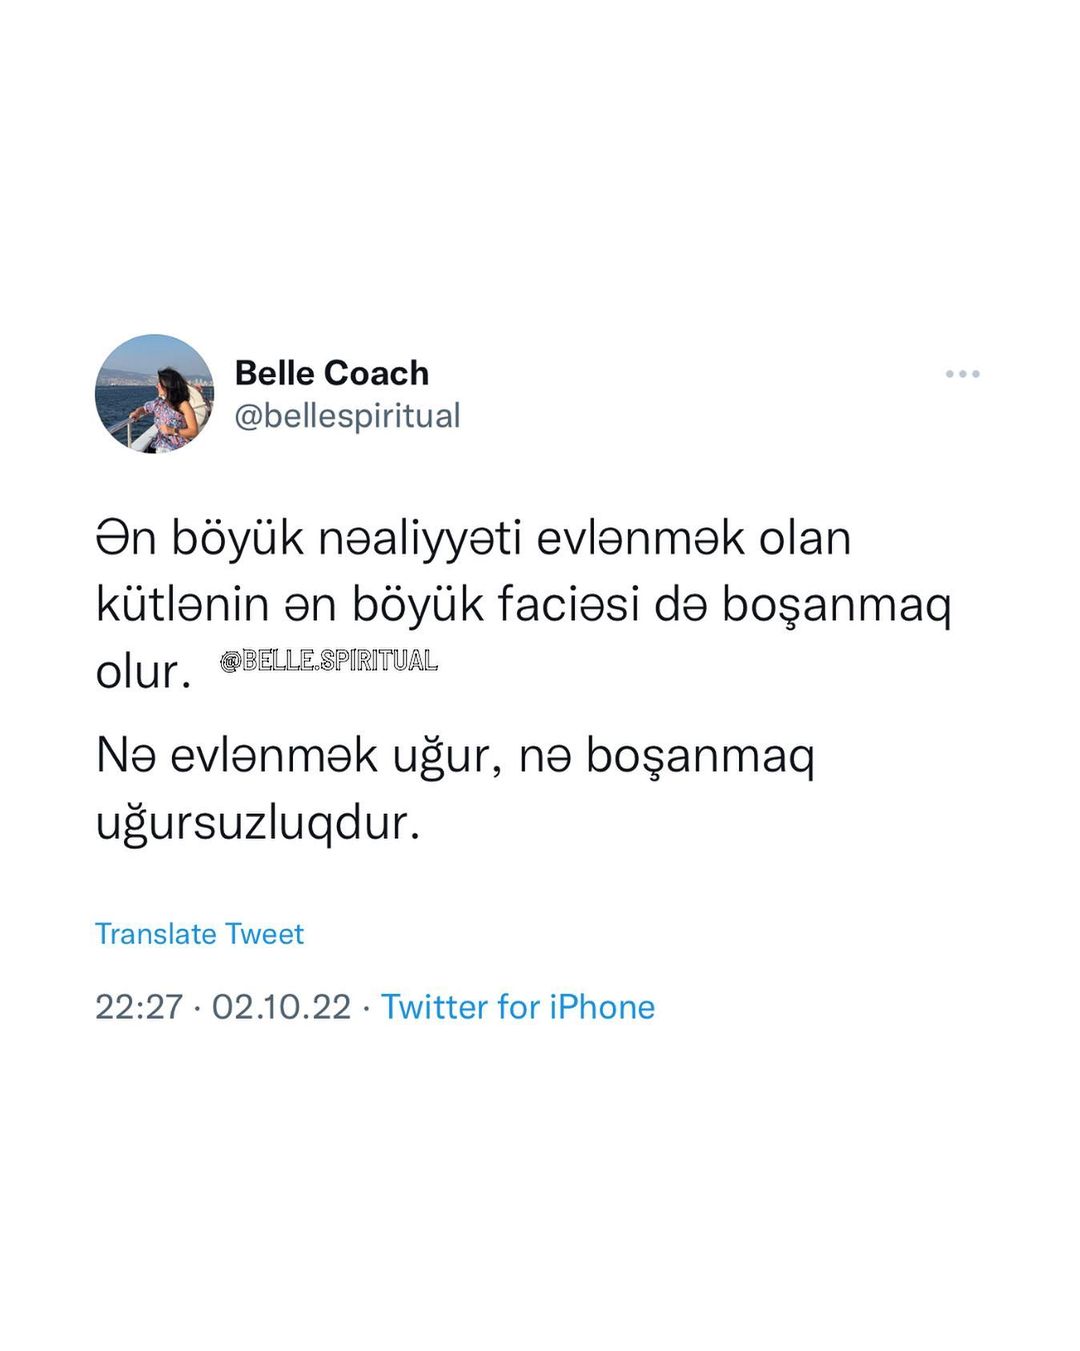 Belle Coach
@bellespiritual
Ən böyük nəaliyyəti evlənmək olan
kütlənin ən böyük faciəsi də boşanmaq
olur. @BELLE.SPIRITUAL
Nə evlənmək uğur, nə boşanmaq
uğursuzluqdur.
Translate Tweet
22:27 · 02.10.22 · Twitter for iPhone